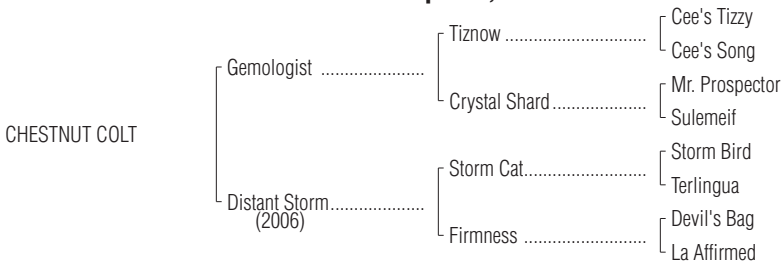 Cee's Tizzy
Tiznow ..............................
Cee's Song
Gemologist ......................
Mr. Prospector
Crystal Shard....................
Sulemeif
CHESTNUT COLT
Storm Bird
Storm Cat..........................
Terlingua
Distant Storm....................
(2006)
Devil's Bag
Firmness ..........................
La Affirmed